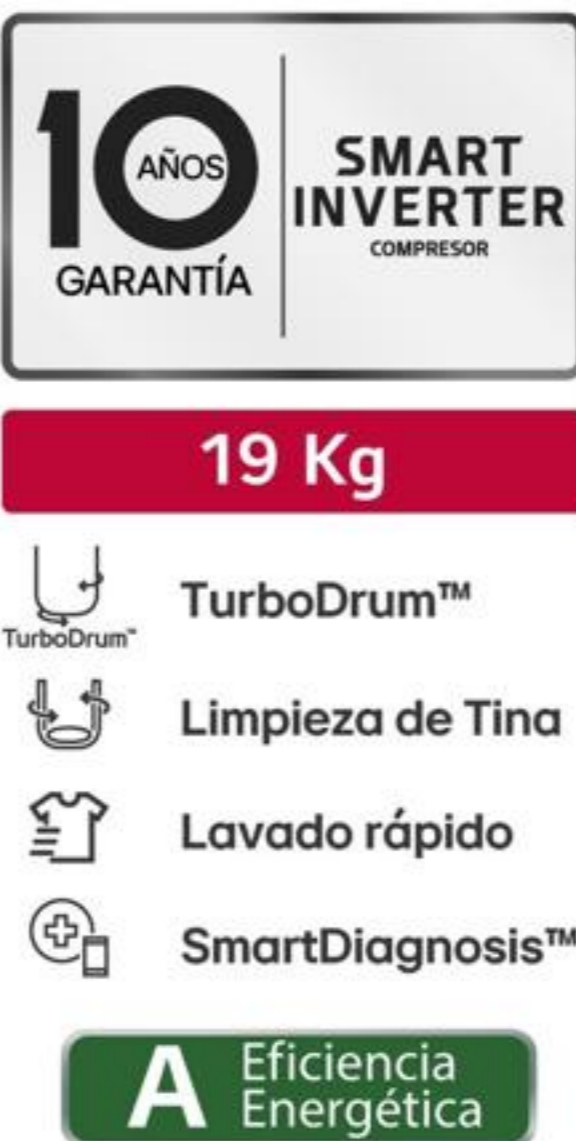 10
AÑOS
GARANTÍA
SMART
INVERTER
COMPRESOR
19 Kg
TurboDrum™
TurboDrum™
Limpieza de Tina
Lavado rápido
SmartDiagnosis™
A
Eficiencia
Energética